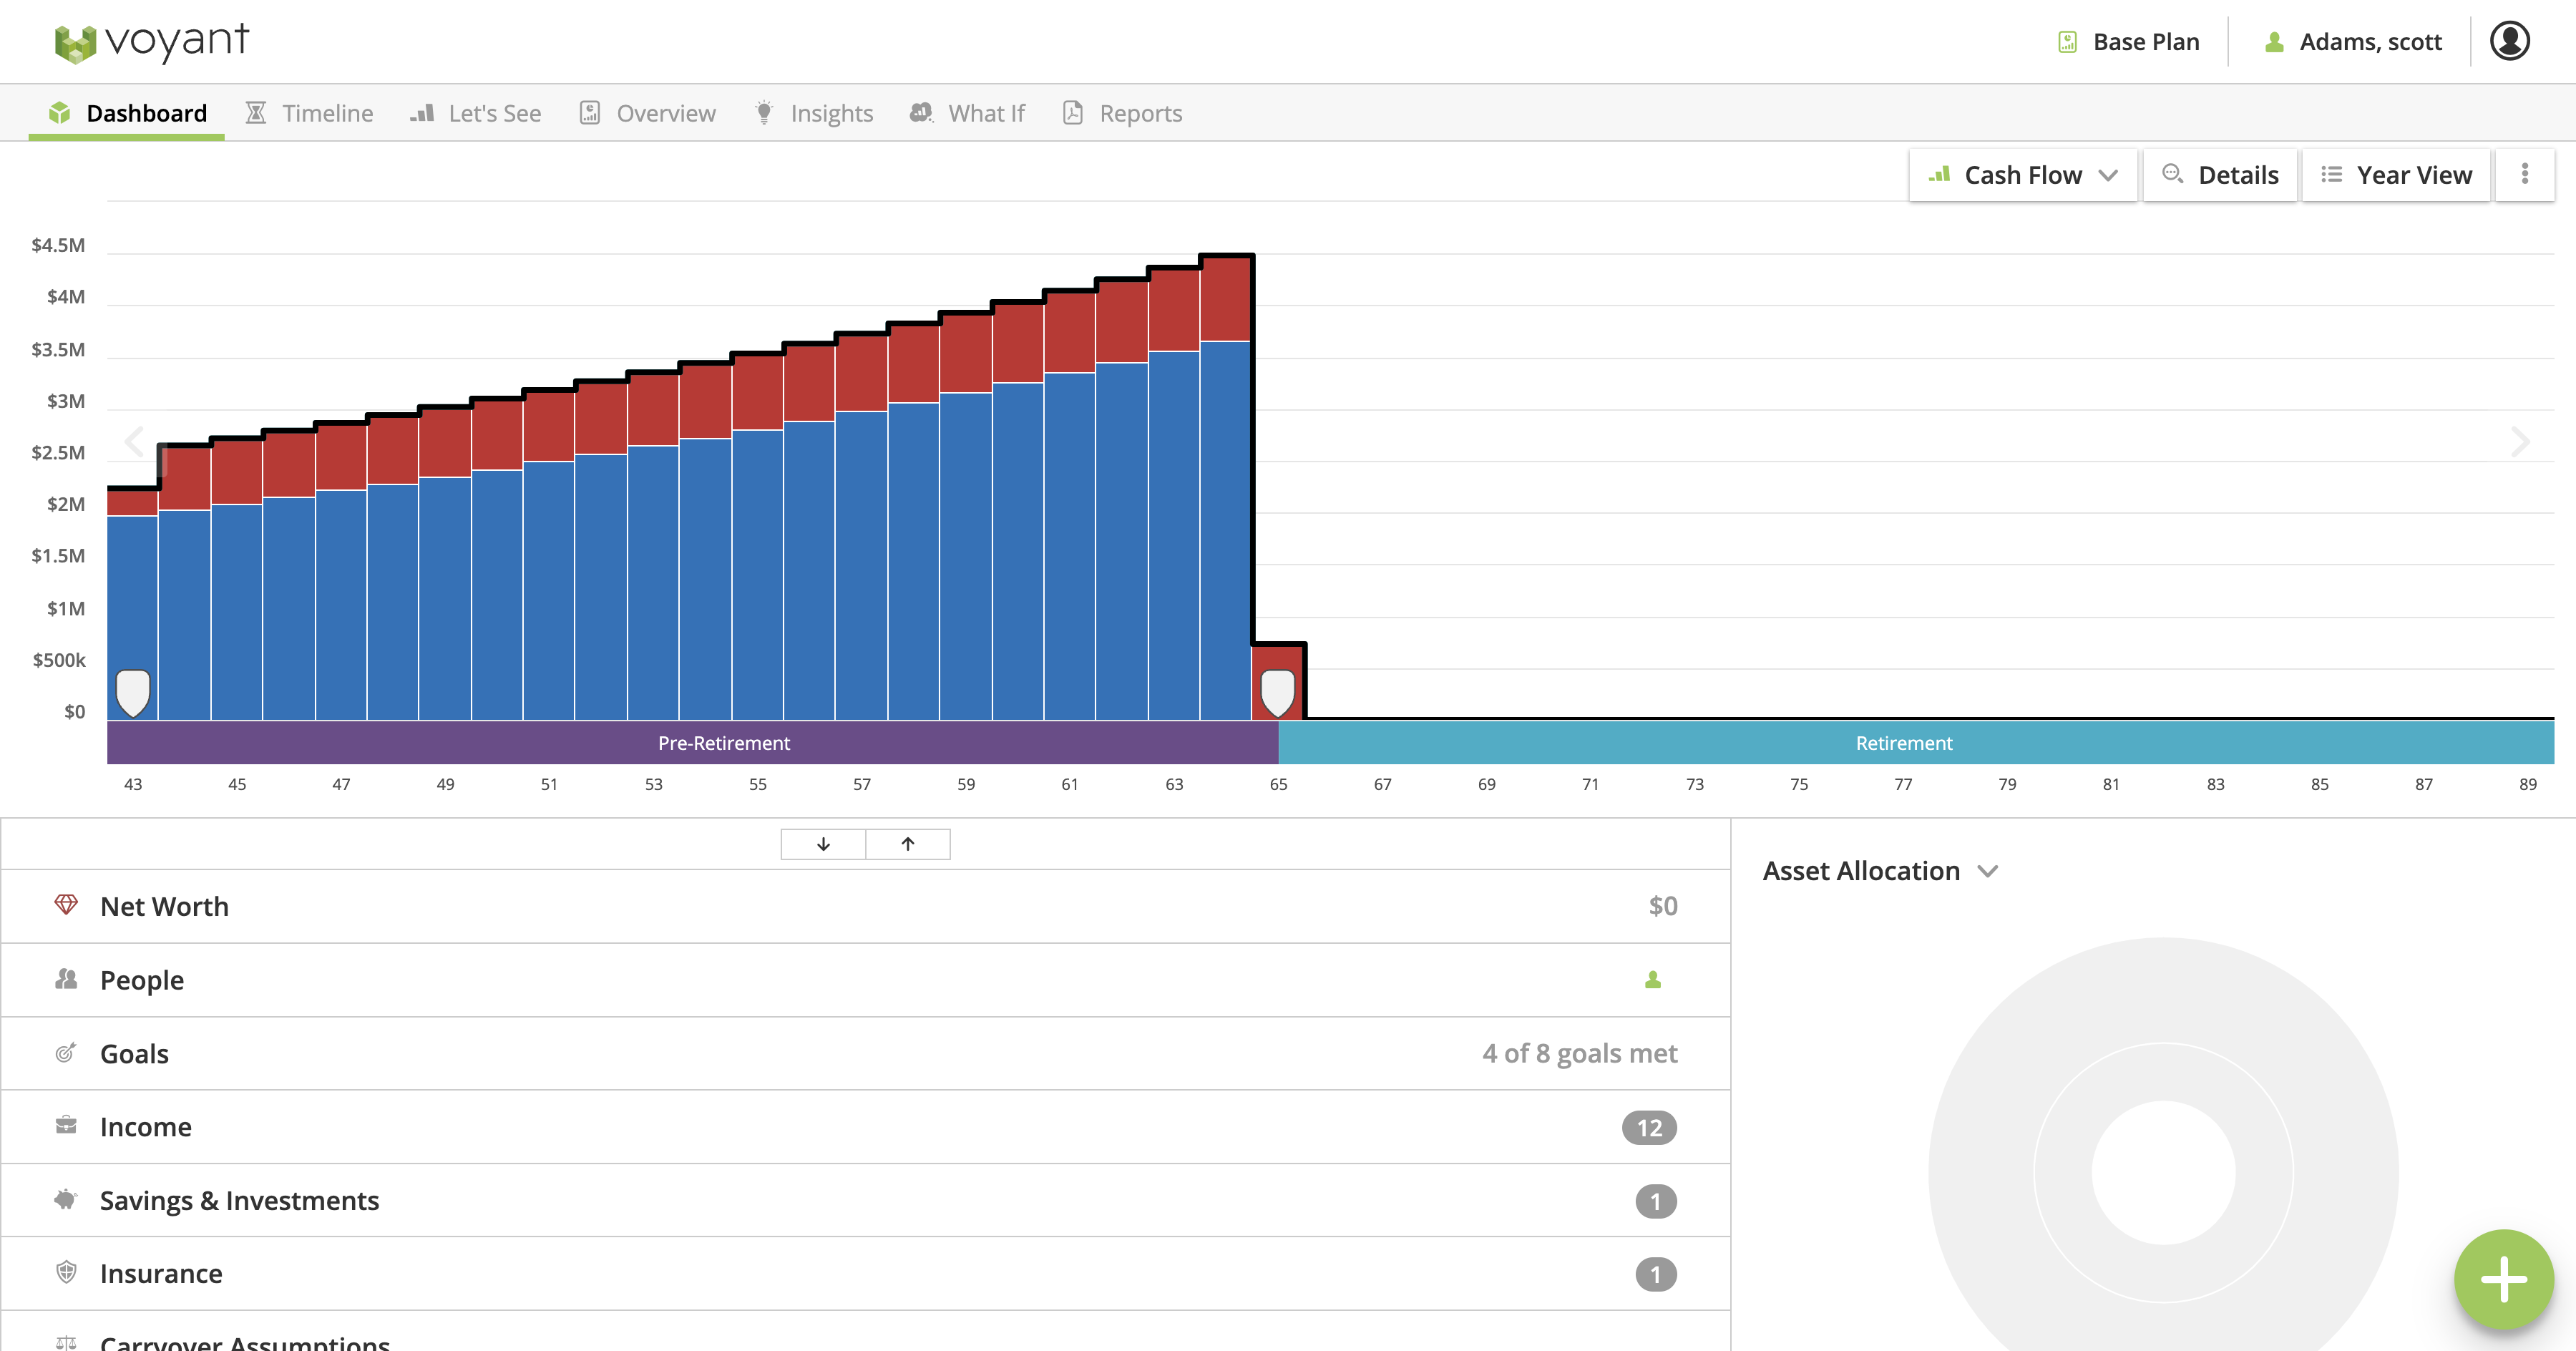 voyant
Base Plan
Adams, scott
Dashboard Timeline Let's See Overview Insights What If Reports
Cash Flow Details Year View
$4.5M
$4M
$3.5M
$3M
$2.5M
$2M
$1.5M
$1M
$500k
$0
Pre-Retirement Retirement
43 45 47 49 51 53 55 57 59 61 63 65 67 69 71 73 75 77 79 81 83 85 87 89
Asset Allocation
Net Worth $0
People
Goals 4 of 8 goals met
Income 12
Savings & Investments 1
Insurance 1
Carryover Assumptions